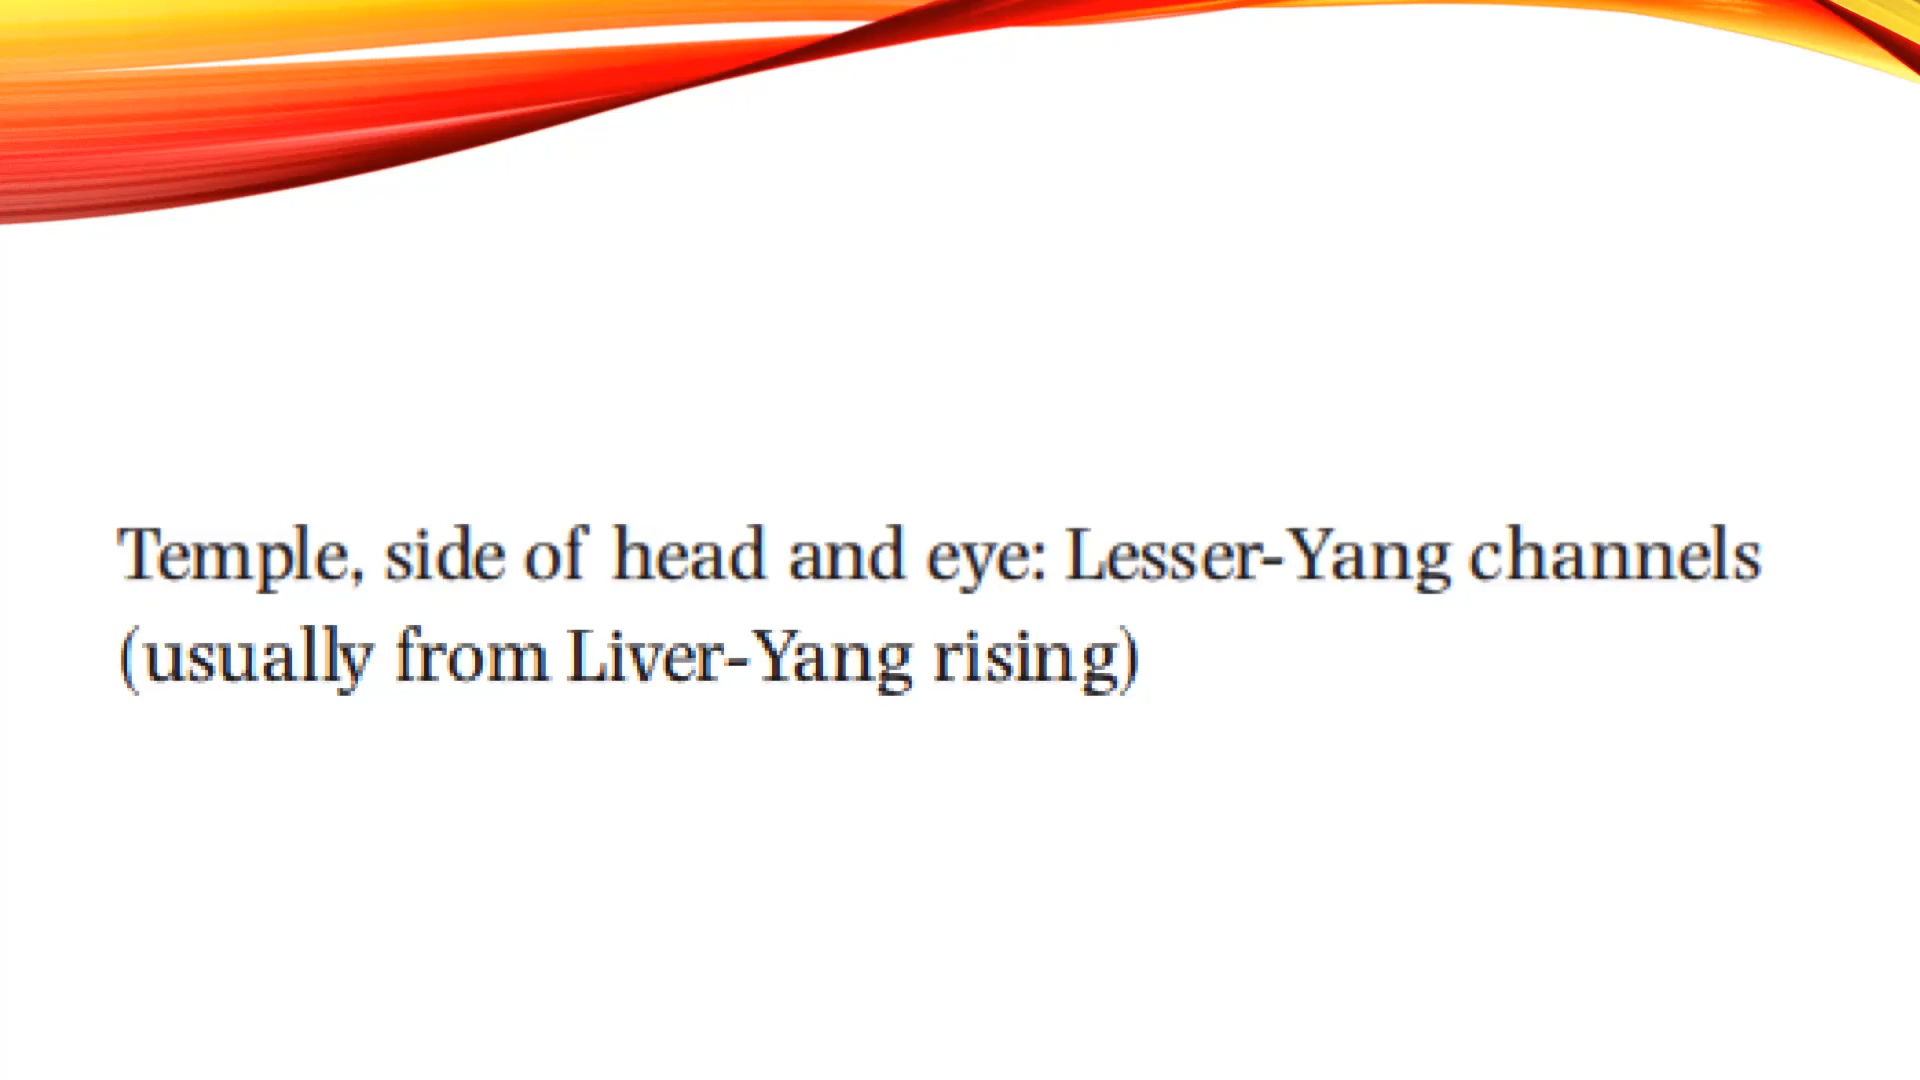 Temple, side of head and eye: Lesser-Yang channels
(usually from Liver-Yang rising)